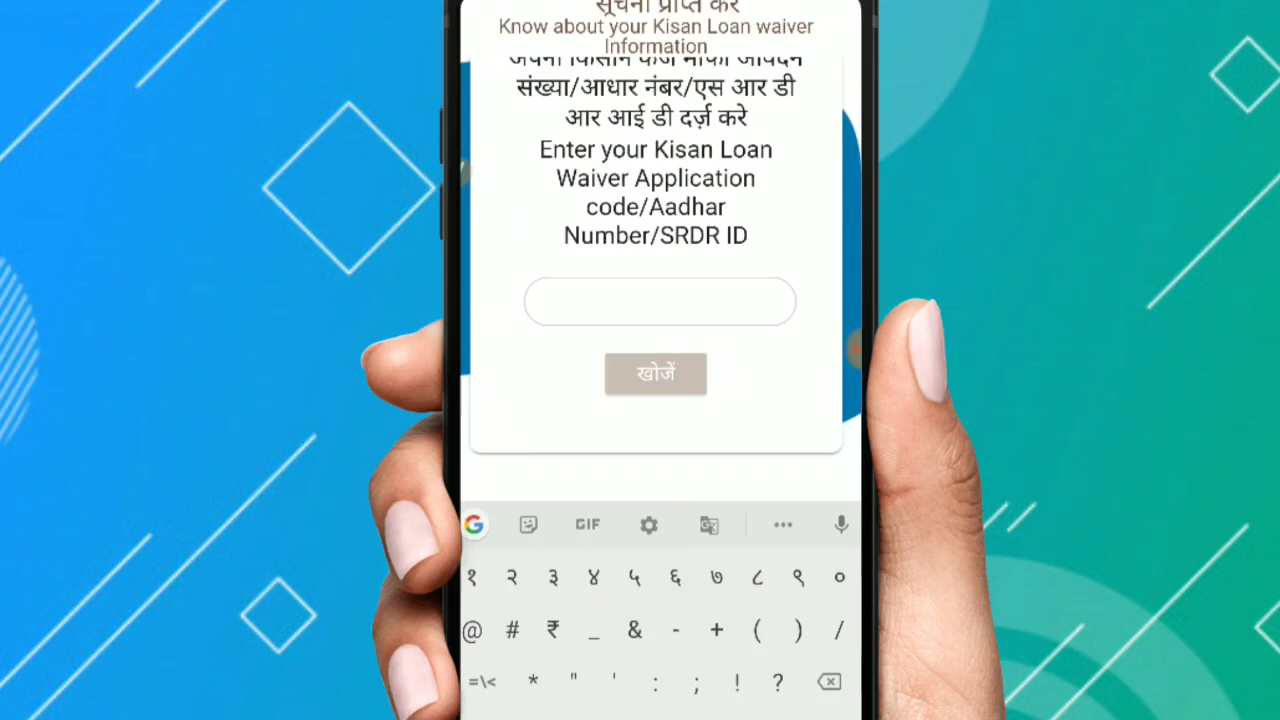 सूचना प्राप्त करे
Know about your Kisan Loan waiver
Information
अपनी किसान कर्ज माफी आवेदन
संख्या/आधार नंबर/एस आर डी
आर आई डी दर्ज़ करे
Enter your Kisan Loan
Waiver Application
code/Aadhar
Number/SRDR ID
खोजें
G GIF
१ २ ३ ४ ५ ६ ७ ८ ९ ०
@ # ₹ _ & - + ( ) /
=\< * " ' : ; ! ?